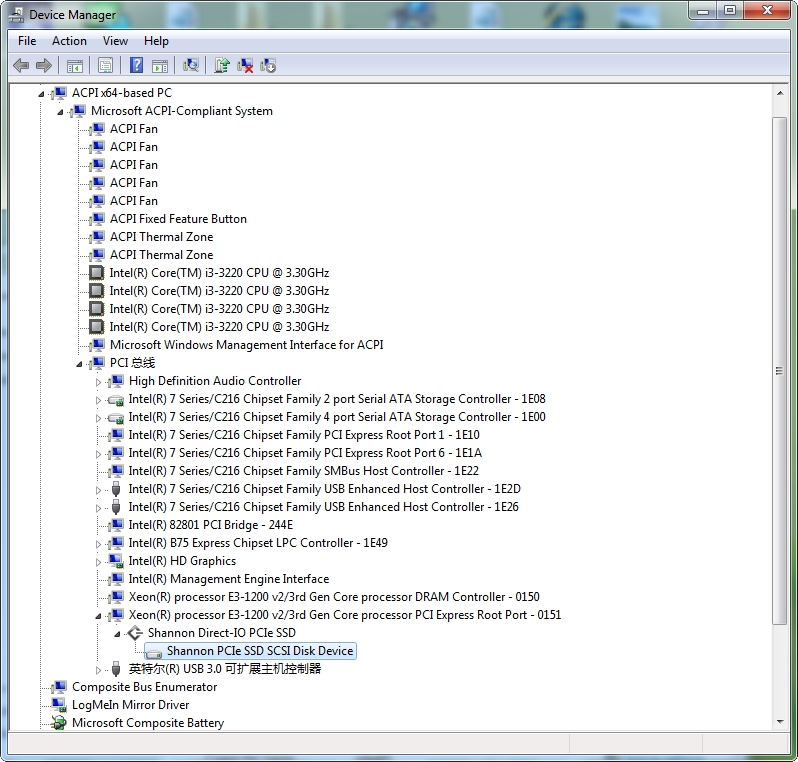 Device Manager
File Action View Help
ACPI x64-based PC
Microsoft ACPI-Compliant System
ACPI Fan
ACPI Fan
ACPI Fan
ACPI Fan
ACPI Fan
ACPI Fixed Feature Button
ACPI Thermal Zone
ACPI Thermal Zone
Intel(R) Core(TM) i3-3220 CPU @ 3.30GHz
Intel(R) Core(TM) i3-3220 CPU @ 3.30GHz
Intel(R) Core(TM) i3-3220 CPU @ 3.30GHz
Intel(R) Core(TM) i3-3220 CPU @ 3.30GHz
Microsoft Windows Management Interface for ACPI
PCI 总线
High Definition Audio Controller
Intel(R) 7 Series/C216 Chipset Family 2 port Serial ATA Storage Controller - 1E08
Intel(R) 7 Series/C216 Chipset Family 4 port Serial ATA Storage Controller - 1E00
Intel(R) 7 Series/C216 Chipset Family PCI Express Root Port 1 - 1E10
Intel(R) 7 Series/C216 Chipset Family PCI Express Root Port 6 - 1E1A
Intel(R) 7 Series/C216 Chipset Family SMBus Host Controller - 1E22
Intel(R) 7 Series/C216 Chipset Family USB Enhanced Host Controller - 1E2D
Intel(R) 7 Series/C216 Chipset Family USB Enhanced Host Controller - 1E26
Intel(R) 82801 PCI Bridge - 244E
Intel(R) B75 Express Chipset LPC Controller - 1E49
Intel(R) HD Graphics
Intel(R) Management Engine Interface
Xeon(R) processor E3-1200 v2/3rd Gen Core processor DRAM Controller - 0150
Xeon(R) processor E3-1200 v2/3rd Gen Core processor PCI Express Root Port - 0151
Shannon Direct-IO PCIe SSD
Shannon PCIe SSD SCSI Disk Device
英特尔(R) USB 3.0 可扩展主机控制器
Composite Bus Enumerator
LogMeIn Mirror Driver
Microsoft Composite Battery